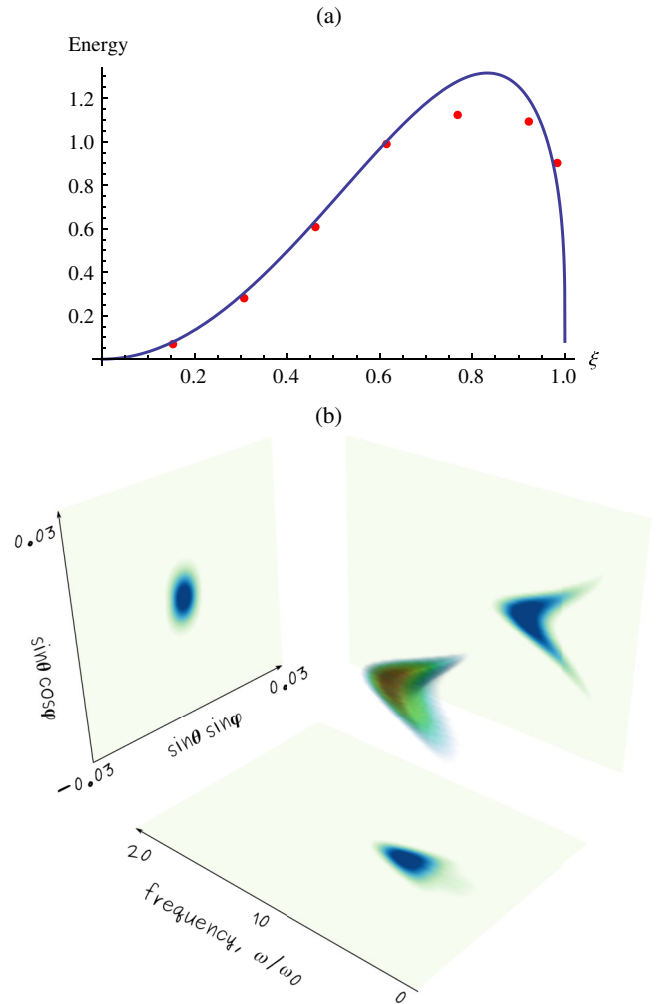 (a)
Energy
1.2
1.0
0.8
0.6
0.4
0.2
0.2 0.4 0.6 0.8 1.0 ξ
(b)
0.03
sinθ cosφ
-0.03
sinθ sinφ
0.03
20
10
0
frequency, ω/ω0